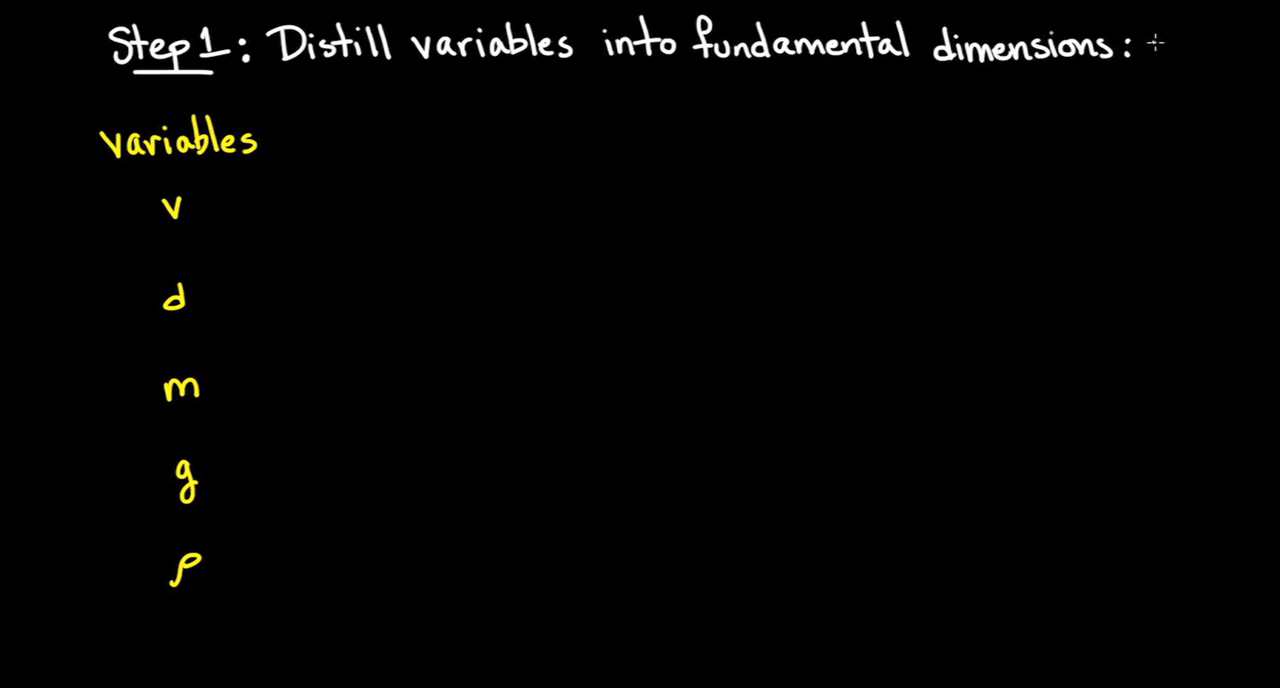 Step 1: Distill variables into fundamental dimensions:
variables
v
d
m
g
ρ